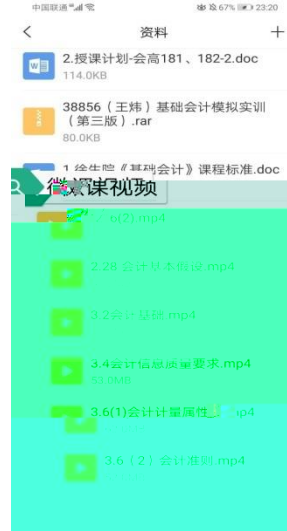 中国联通
67%
23:20
资料
2.授课计划-会高181、182-2.doc
114.0KB
38856（王炜）基础会计模拟实训
（第三版）.rar
80.0KB
《基础会计》课程标准.doc
微课视频
6(2).mp4
2.28 会计基本假设.mp4
3.2会计基础.mp4
3.4会计信息质量要求.mp4
53.0MB
3.6(1)会计计量属性
3.6（2）会计准则.mp4